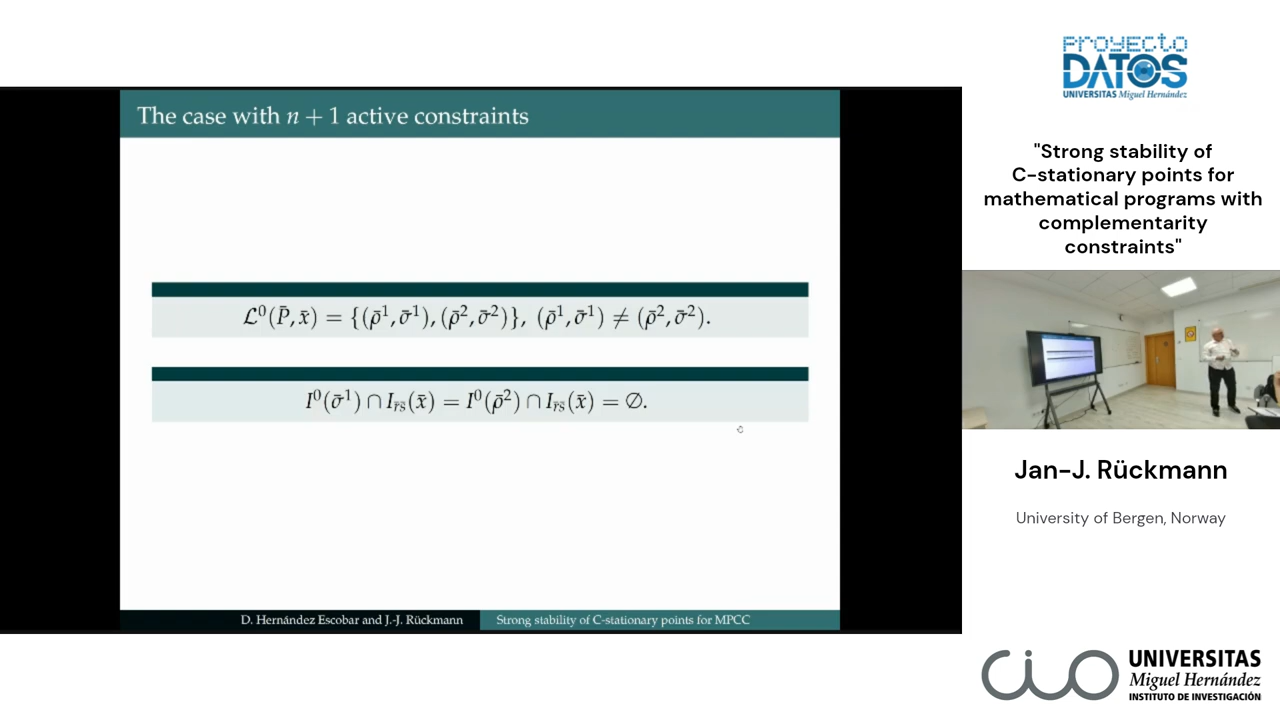 The case with n + 1 active constraints
ℒ⁰(P̄, x̄) = {(ρ̄¹, σ̄¹), (ρ̄², σ̄²)}, (ρ̄¹, σ̄¹) ≠ (ρ̄², σ̄²).
I⁰(σ̄¹) ∩ I_r̄s̄(x̄) = I⁰(ρ̄²) ∩ I_r̄s̄(x̄) = ∅.
D. Hernández Escobar and J.-J. Rückmann
Strong stability of C-stationary points for MPCC
PROYECTO
DATOS
UNIVERSITAS Miguel Hernández
"Strong stability of
C-stationary points for
mathematical programs with
complementarity
constraints"
Jan-J. Rückmann
University of Bergen, Norway
CIO
UNIVERSITAS
Miguel Hernández
INSTITUTO DE INVESTIGACIÓN